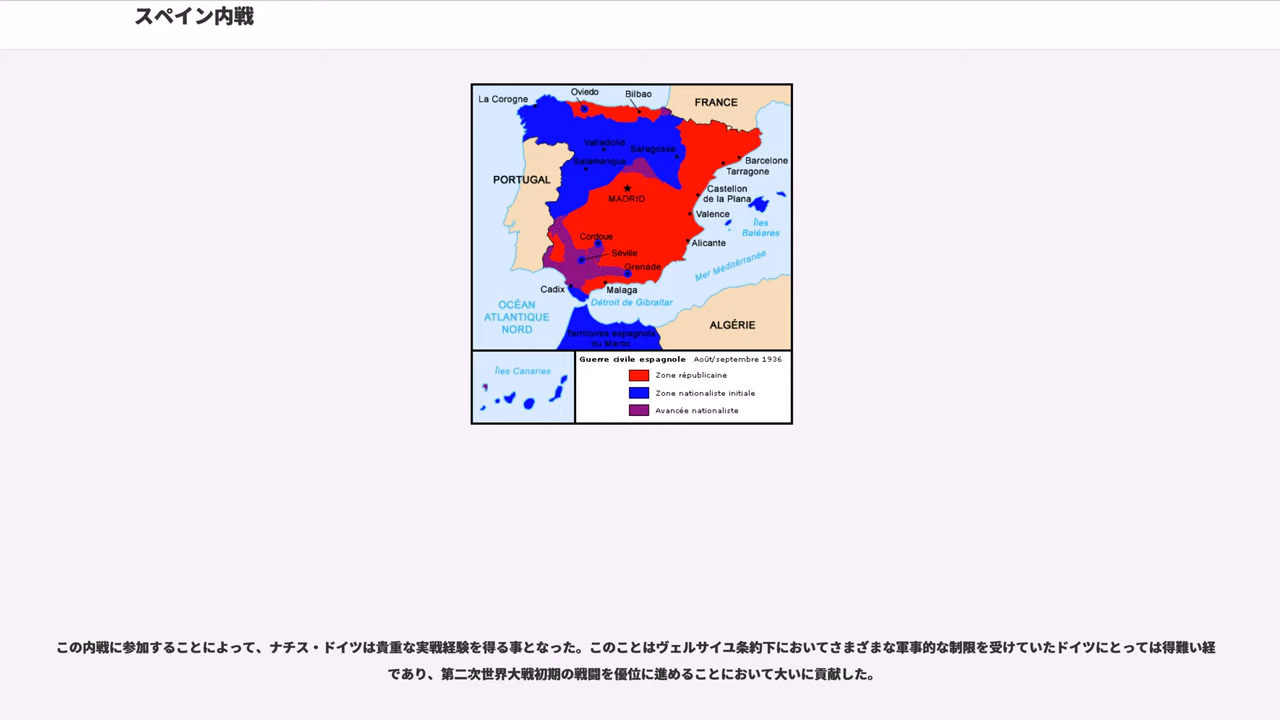 スペイン内戦
La Corogne
Oviedo
Bilbao
FRANCE
Valladolid
Saragosse
Salamanque
Barcelone
Tarragone
PORTUGAL
MADRID
Castellon
de la Plana
Valence
Îles
Baléares
Cordoue
Alicante
Séville
Grenade
Mer Méditérranée
Cadix
Malaga
Détroit de Gibraltar
OCÉAN
ATLANTIQUE
NORD
ALGÉRIE
Territoires espagnols
du Maroc
Îles Canaries
Guerre civile espagnole Août/septembre 1936
Zone républicaine
Zone nationaliste initiale
Avancée nationaliste
この内戦に参加することによって、ナチス・ドイツは貴重な実戦経験を得る事となった。このことはヴェルサイユ条約下においてさまざまな軍事的な制限を受けていたドイツにとっては得難い経
であり、第二次世界大戦初期の戦闘を優位に進めることにおいて大いに貢献した。